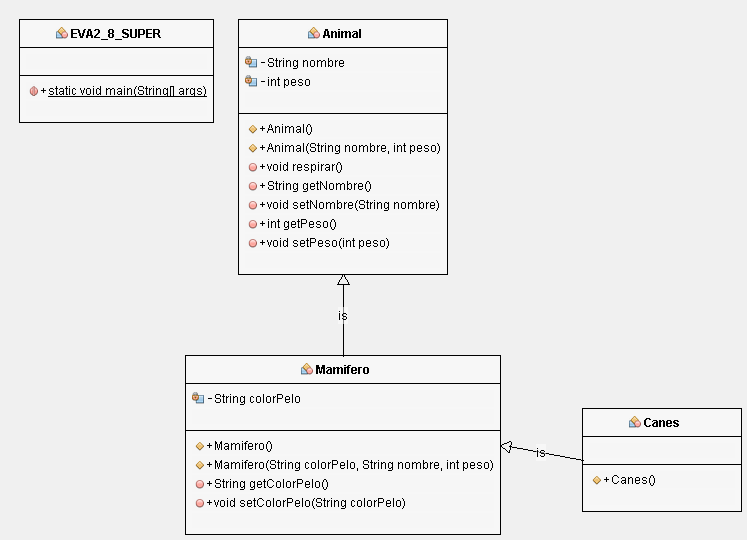 EVA2_8_SUPER
+static void main(String[] args)
Animal
-String nombre
-int peso
+Animal()
+Animal(String nombre, int peso)
+void respirar()
+String getNombre()
+void setNombre(String nombre)
+int getPeso()
+void setPeso(int peso)
is
Mamifero
-String colorPelo
+Mamifero()
+Mamifero(String colorPelo, String nombre, int peso)
+String getColorPelo()
+void setColorPelo(String colorPelo)
is
Canes
+Canes()